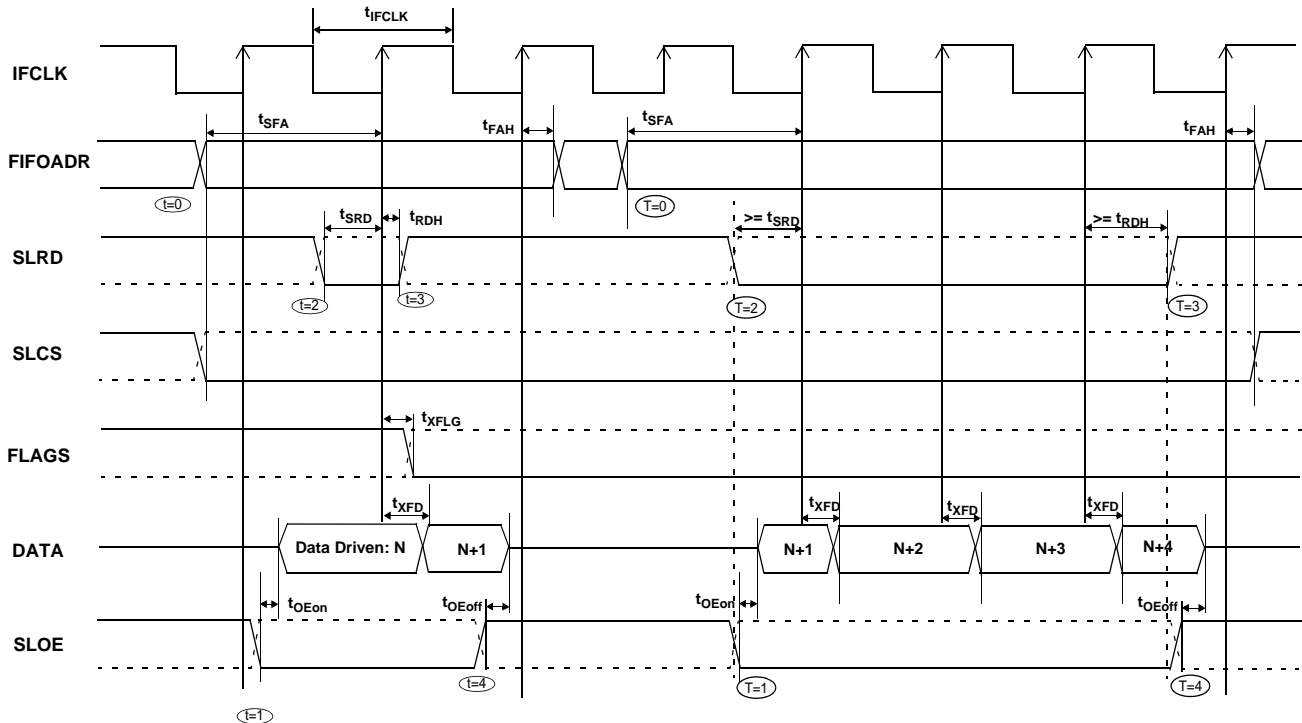 tIFCLK
IFCLK
tSFA
tFAH
tSFA
tFAH
FIFOADR
t=0
T=0
tSRD
tRDH
>= tSRD
>= tRDH
SLRD
t=2
t=3
T=2
T=3
SLCS
tXFLG
FLAGS
tXFD
tXFD
tXFD
tXFD
DATA
Data Driven: N
N+1
N+1
N+2
N+3
N+4
tOEon
tOEoff
tOEon
tOEoff
SLOE
t=4
T=1
T=4
t=1